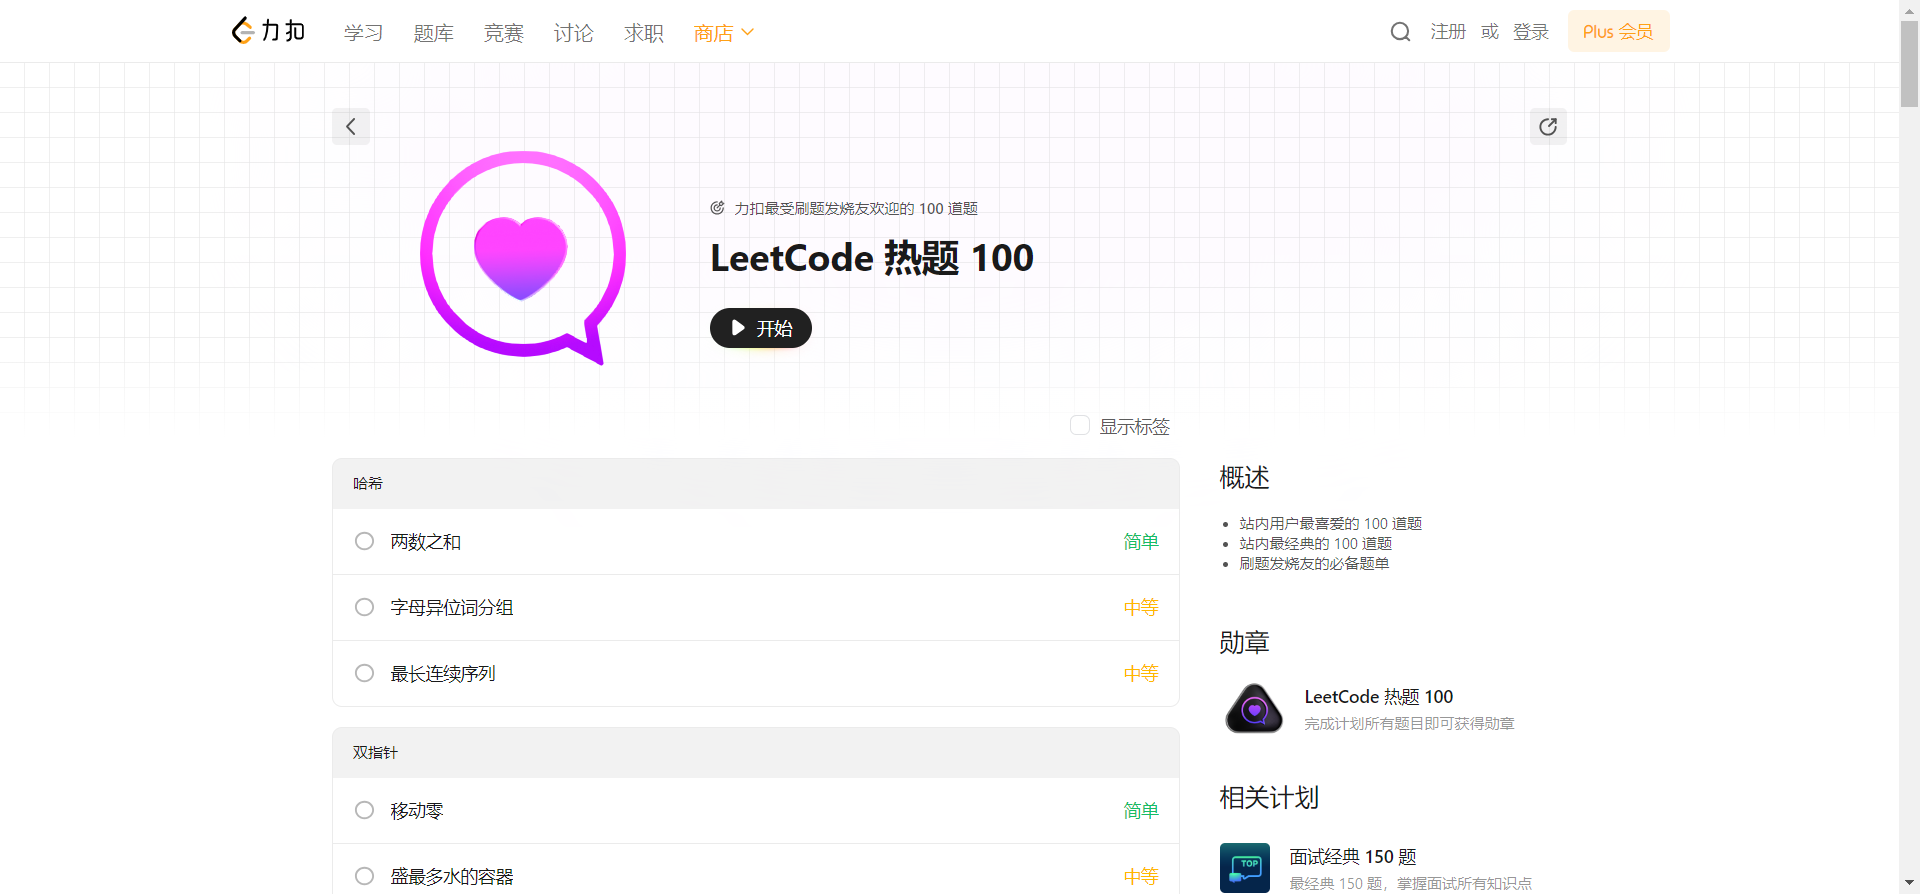 力扣 学习 题库 竞赛 讨论 求职 商店 注册 或 登录 Plus 会员
力扣最受刷题发烧友欢迎的 100 道题
LeetCode 热题 100
开始
显示标签
哈希
两数之和 简单
字母异位词分组 中等
最长连续序列 中等
双指针
移动零 简单
盛最多水的容器 中等
概述
站内用户最喜爱的 100 道题
站内最经典的 100 道题
刷题发烧友的必备题单
勋章
LeetCode 热题 100
完成计划所有题目即可获得勋章
相关计划
TOP
面试经典 150 题
最经典 150 题，掌握面试所有知识点